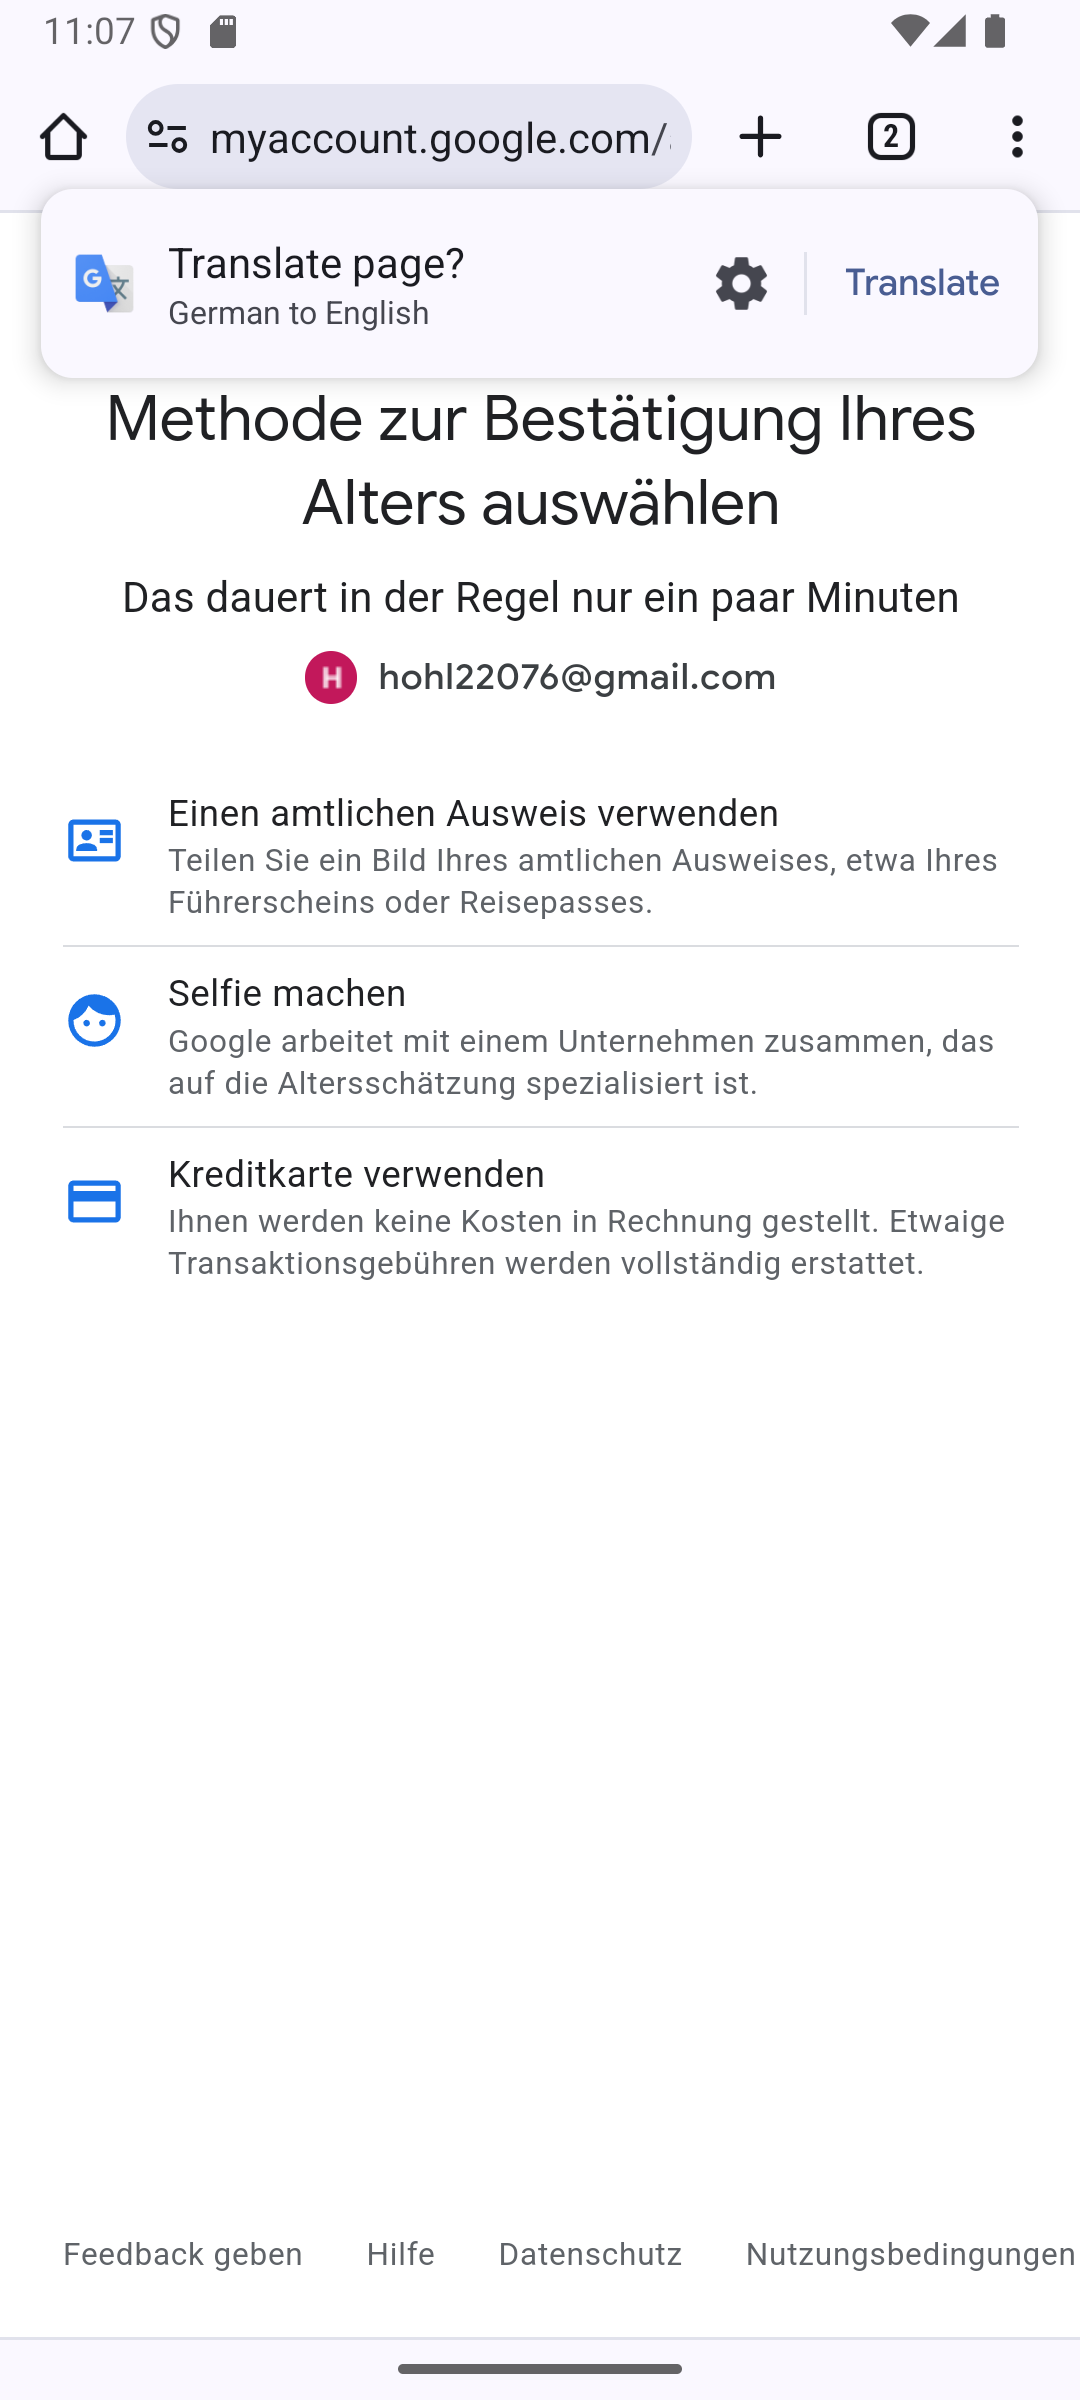 11:07
myaccount.google.com/
2
Translate page?
German to English
Translate
Methode zur Bestätigung Ihres
Alters auswählen
Das dauert in der Regel nur ein paar Minuten
H hohl22076@gmail.com
Einen amtlichen Ausweis verwenden
Teilen Sie ein Bild Ihres amtlichen Ausweises, etwa Ihres
Führerscheins oder Reisepasses.
Selfie machen
Google arbeitet mit einem Unternehmen zusammen, das
auf die Altersschätzung spezialisiert ist.
Kreditkarte verwenden
Ihnen werden keine Kosten in Rechnung gestellt. Etwaige
Transaktionsgebühren werden vollständig erstattet.
Feedback geben Hilfe Datenschutz Nutzungsbedingungen